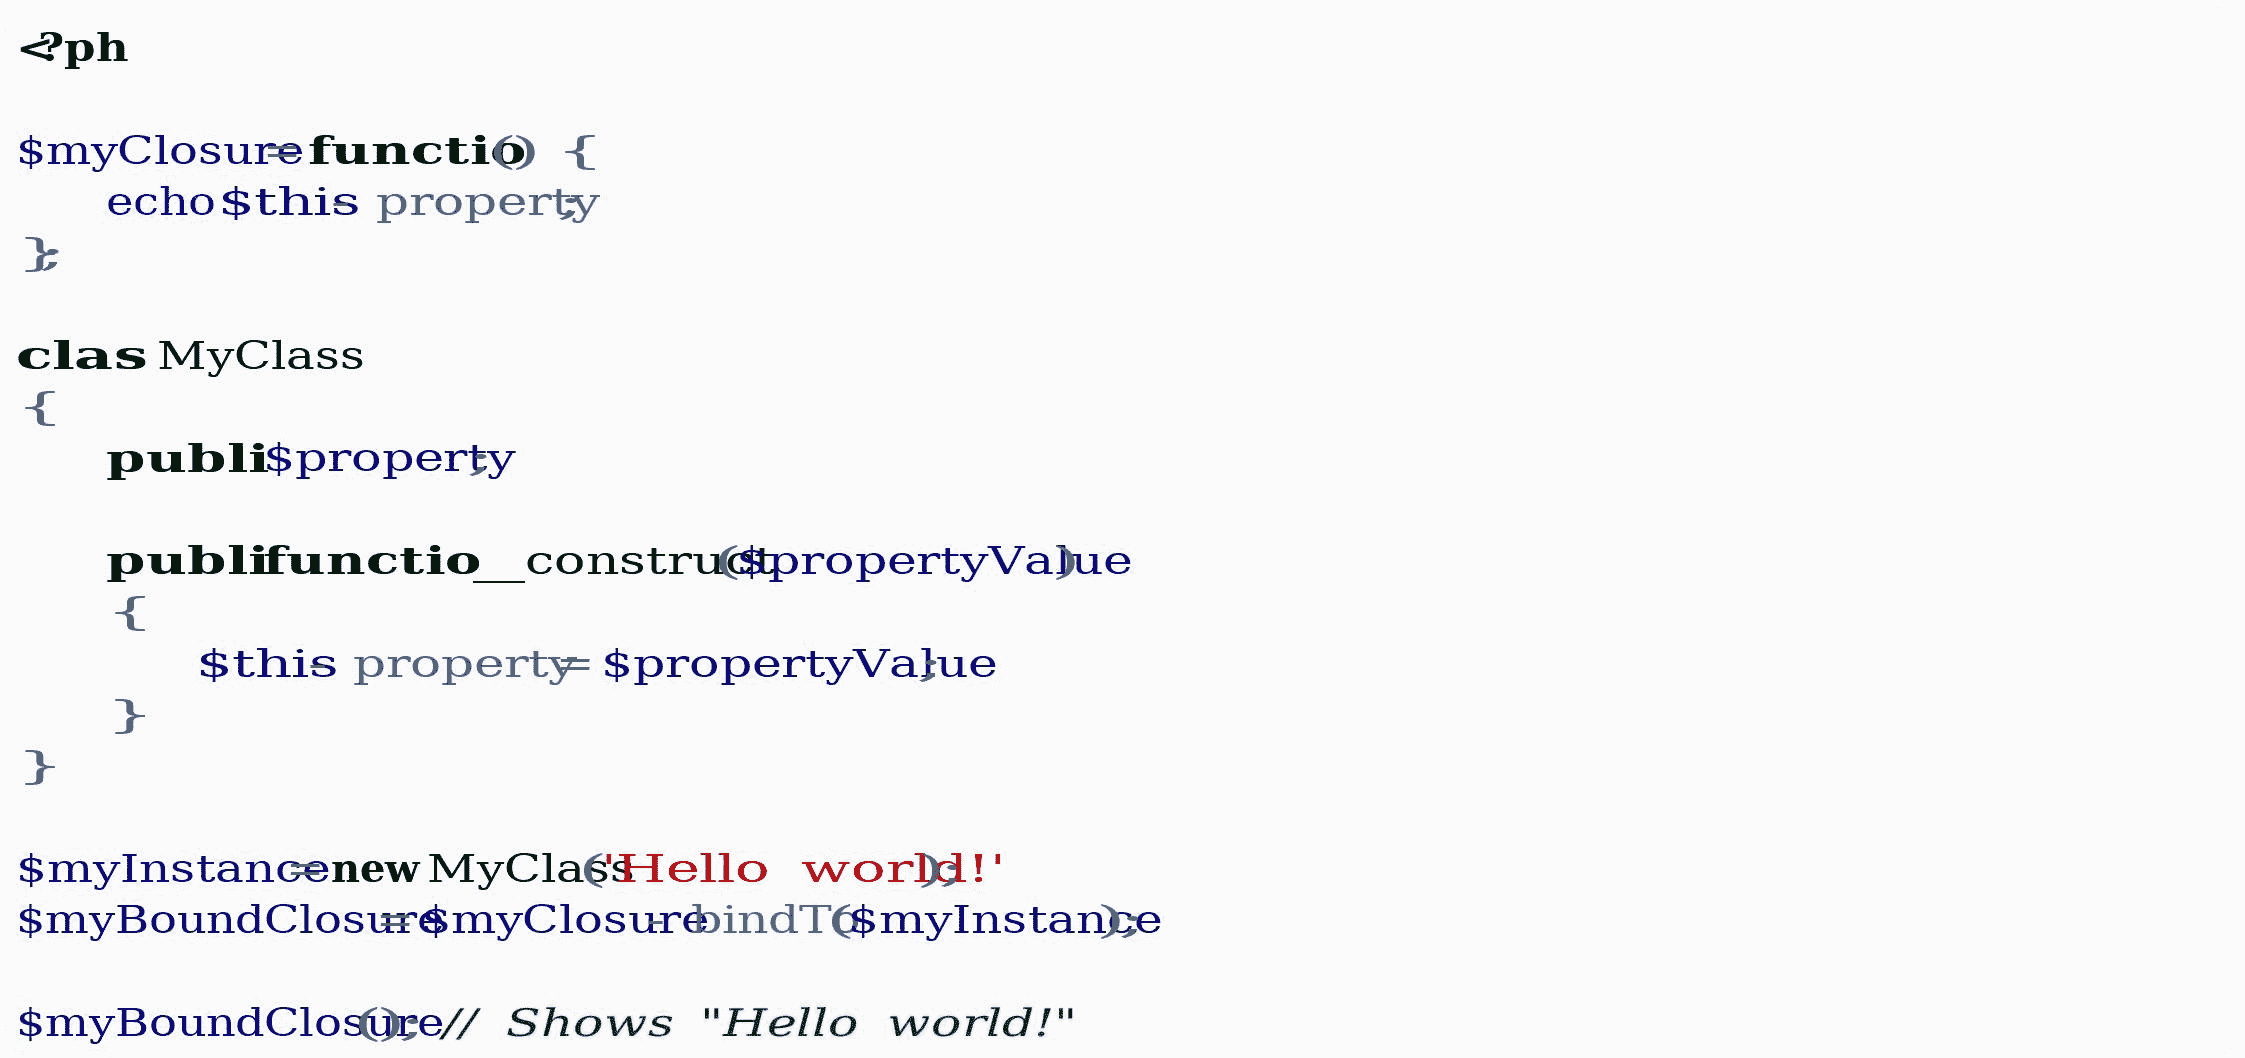 <?ph
$myClosure = functio() {
echo $this- property;
};
clas MyClass
{
publi $property;
publi functio __construct($propertyValue)
{
$this- property = $propertyValue;
}
}
$myInstance = new MyClass('Hello world!');
$myBoundClosure = $myClosure- bindTo($myInstance);
$myBoundClosure(); // Shows "Hello world!"